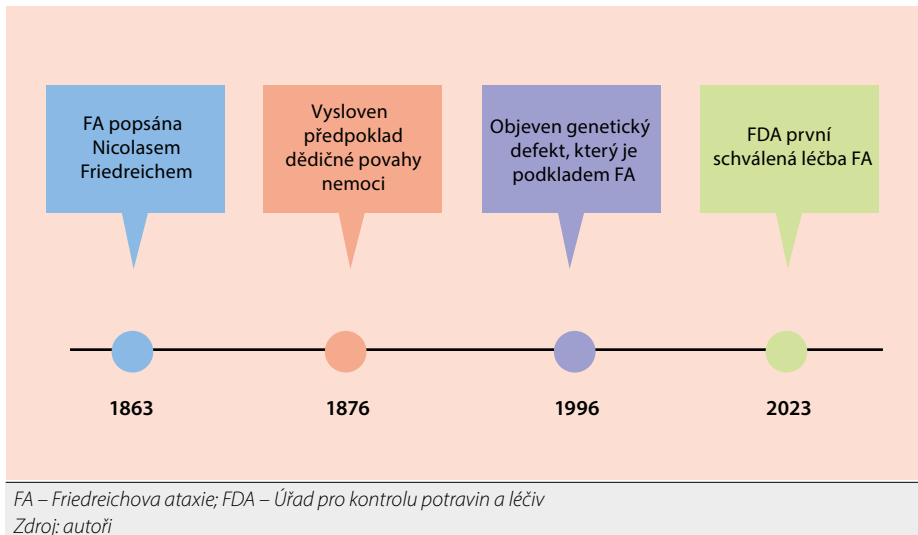 FA popsána
Nicolasem
Friedreichem
Vysloven
předpoklad
dědičné povahy
nemoci
Objeven genetický
defekt, který je
podkladem FA
FDA první
schválená léčba FA
1863
1876
1996
2023
FA – Friedreichova ataxie; FDA – Úřad pro kontrolu potravin a léčiv
Zdroj: autoři